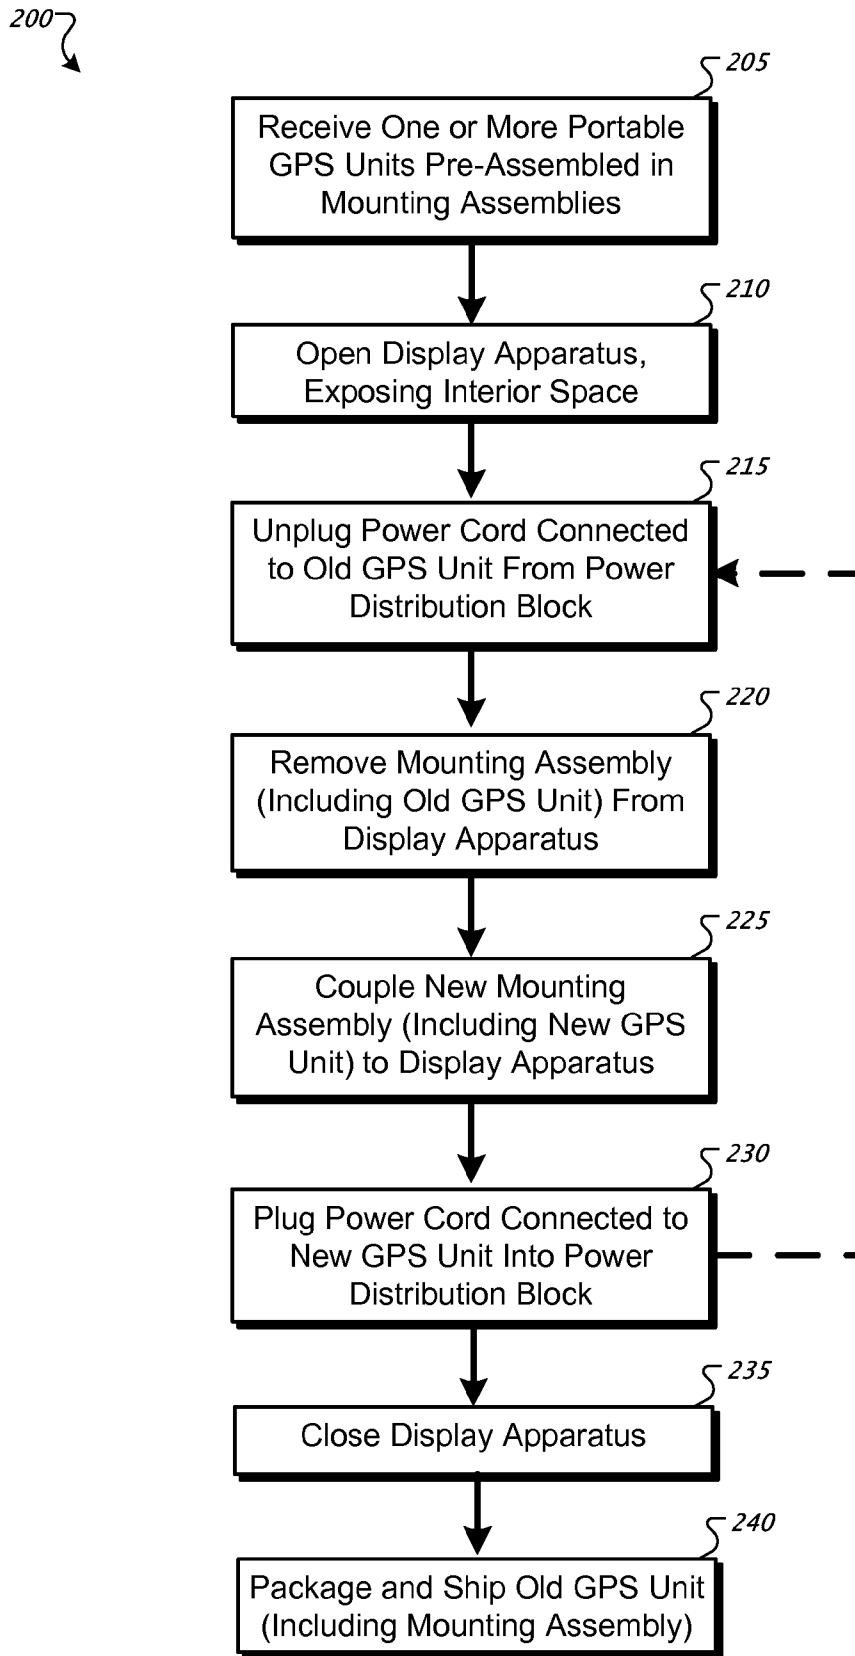 200
205
Receive One or More Portable
GPS Units Pre-Assembled in
Mounting Assemblies
210
Open Display Apparatus,
Exposing Interior Space
215
Unplug Power Cord Connected
to Old GPS Unit From Power
Distribution Block
220
Remove Mounting Assembly
(Including Old GPS Unit) From
Display Apparatus
225
Couple New Mounting
Assembly (Including New GPS
Unit) to Display Apparatus
230
Plug Power Cord Connected to
New GPS Unit Into Power
Distribution Block
235
Close Display Apparatus
240
Package and Ship Old GPS Unit
(Including Mounting Assembly)